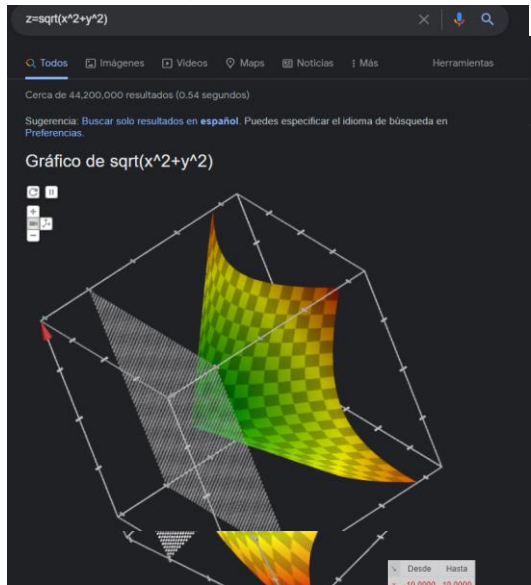 z=sqrt(x^2+y^2)
Todos Imágenes Videos Maps Noticias Más Herramientas
Cerca de 44,200,000 resultados (0.54 segundos)
Sugerencia: Buscar solo resultados en español. Puedes especificar el idioma de búsqueda en
Preferencias.
Gráfico de sqrt(x^2+y^2)
Desde Hasta